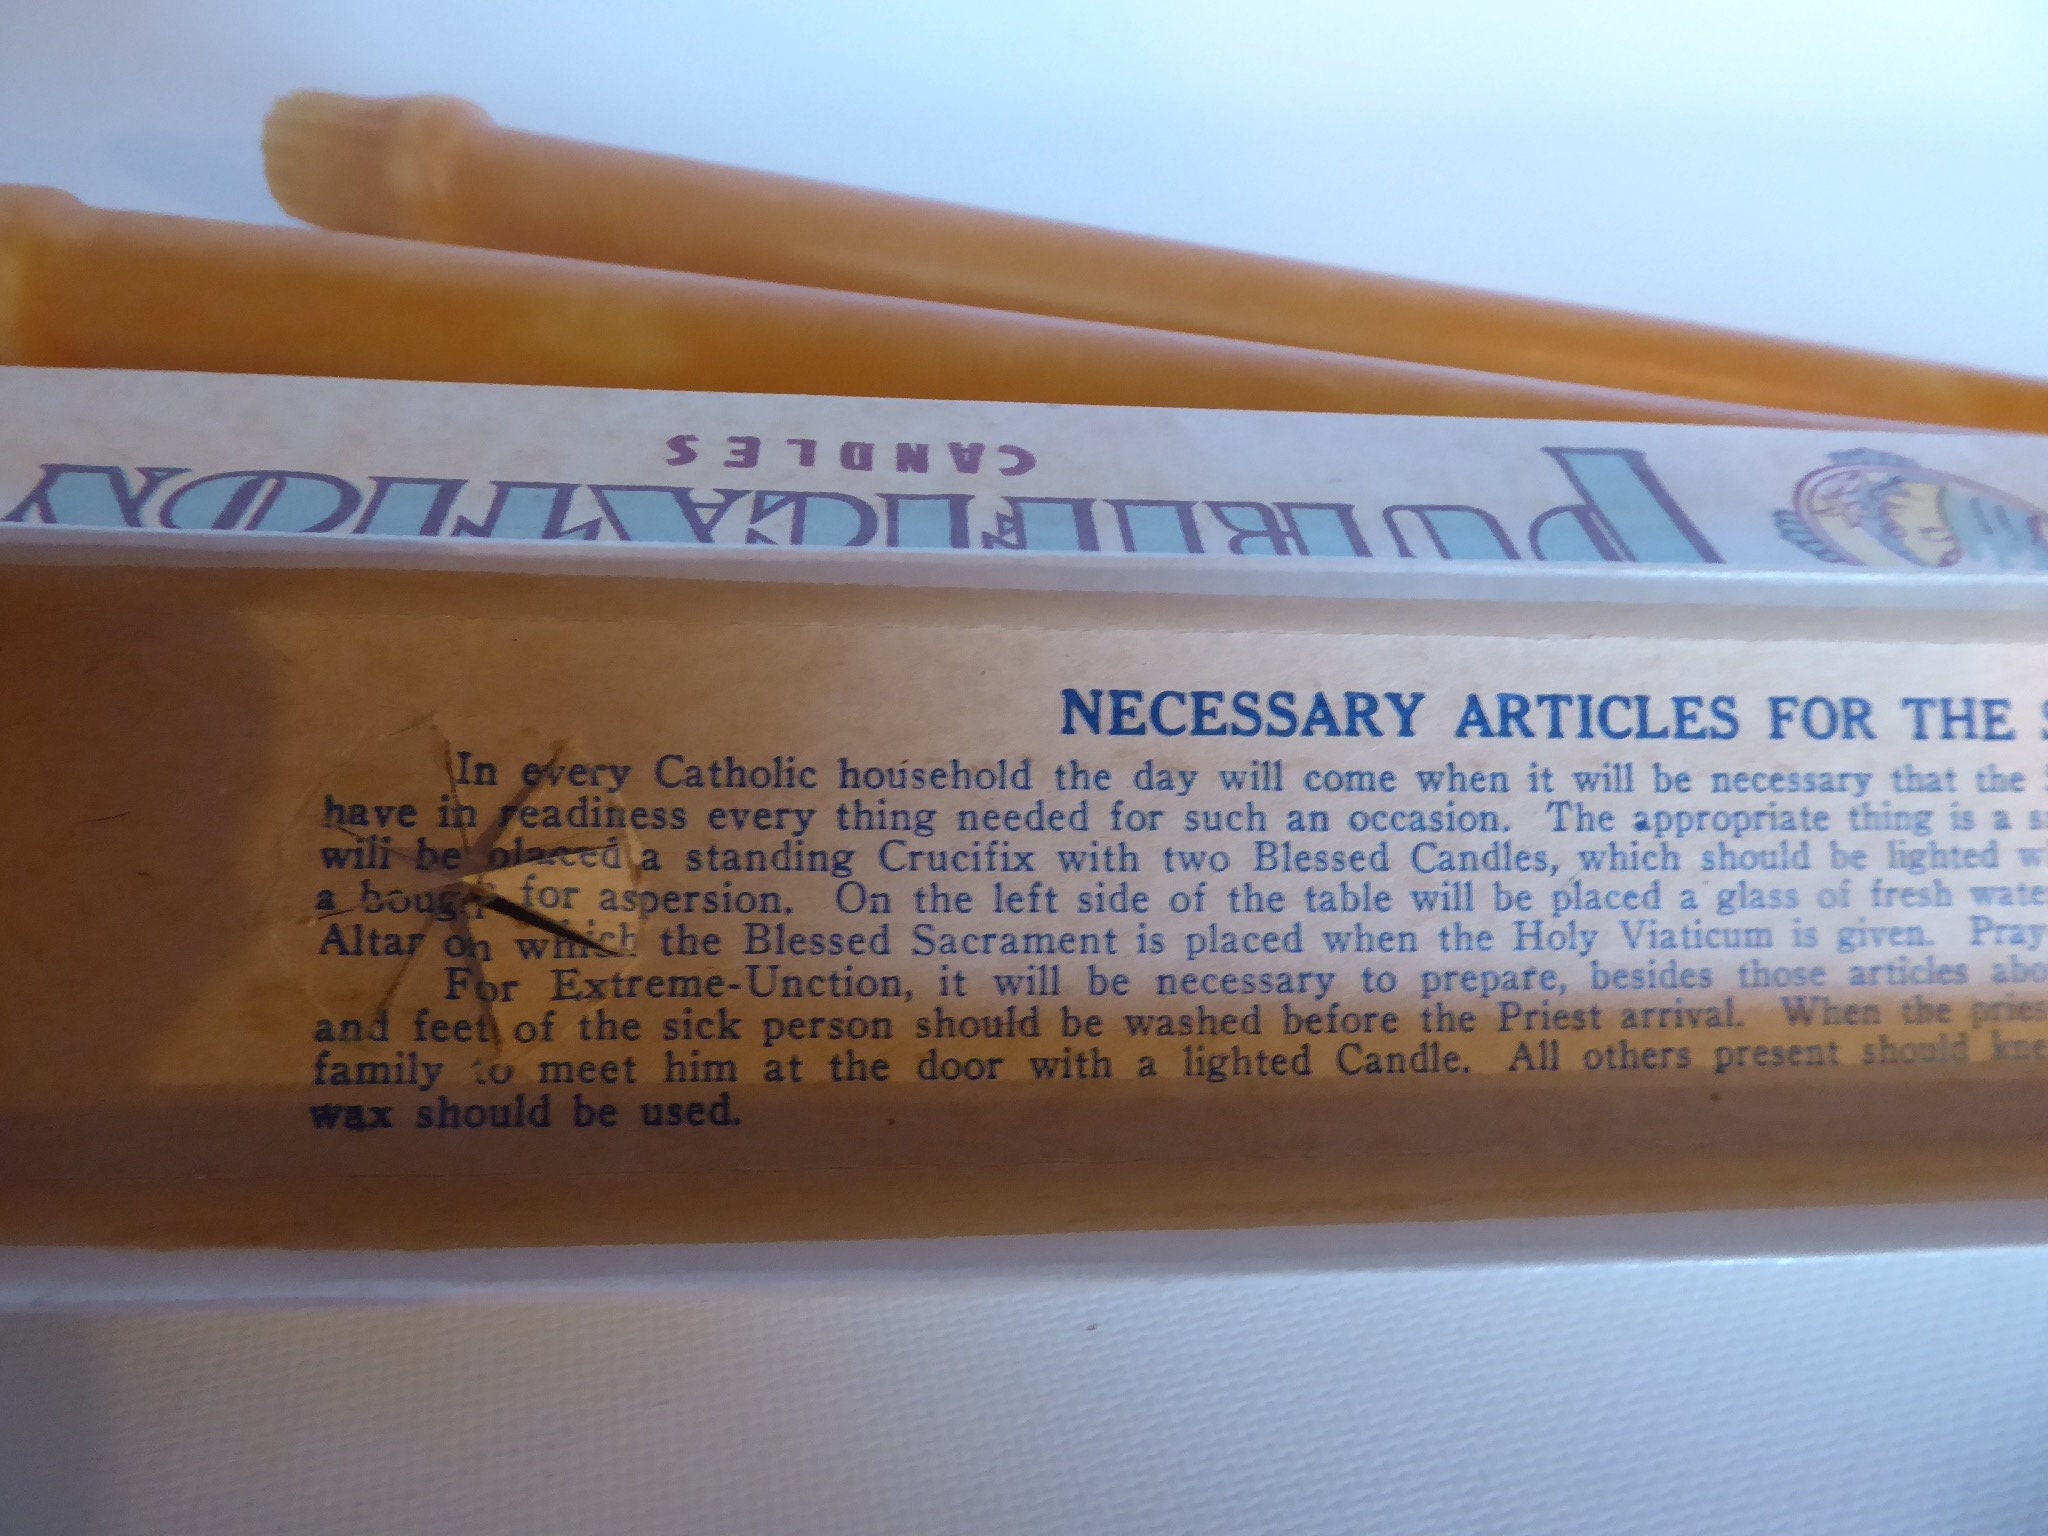 CANDLES
PURIFICATION
NECESSARY ARTICLES FOR THE
In every Catholic household the day will come when it will be necessary that the
have in readiness every thing needed for such an occasion. The appropriate thing is a
will be placed a standing Crucifix with two Blessed Candles, which should be lighted
a bough for aspersion. On the left side of the table will be placed a glass of fresh
Altar on which the Blessed Sacrament is placed when the Holy Viaticum is given.
For Extreme-Unction, it will be necessary to prepare, besides those articles
and feet of the sick person should be washed before the Priest arrival. When the
family to meet him at the door with a lighted Candle. All others present should
wax should be used.